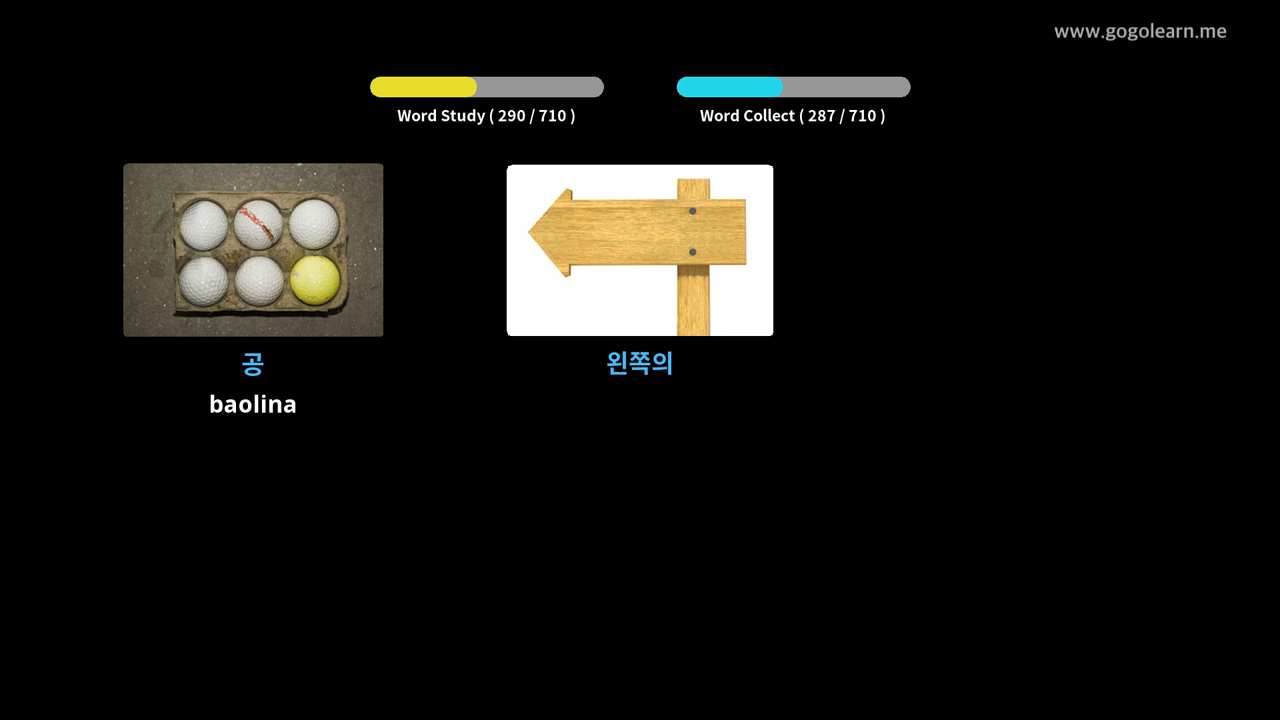 www.gogolearn.me
Word Study ( 290 / 710 )
Word Collect ( 287 / 710 )
공
baolina
왼쪽의